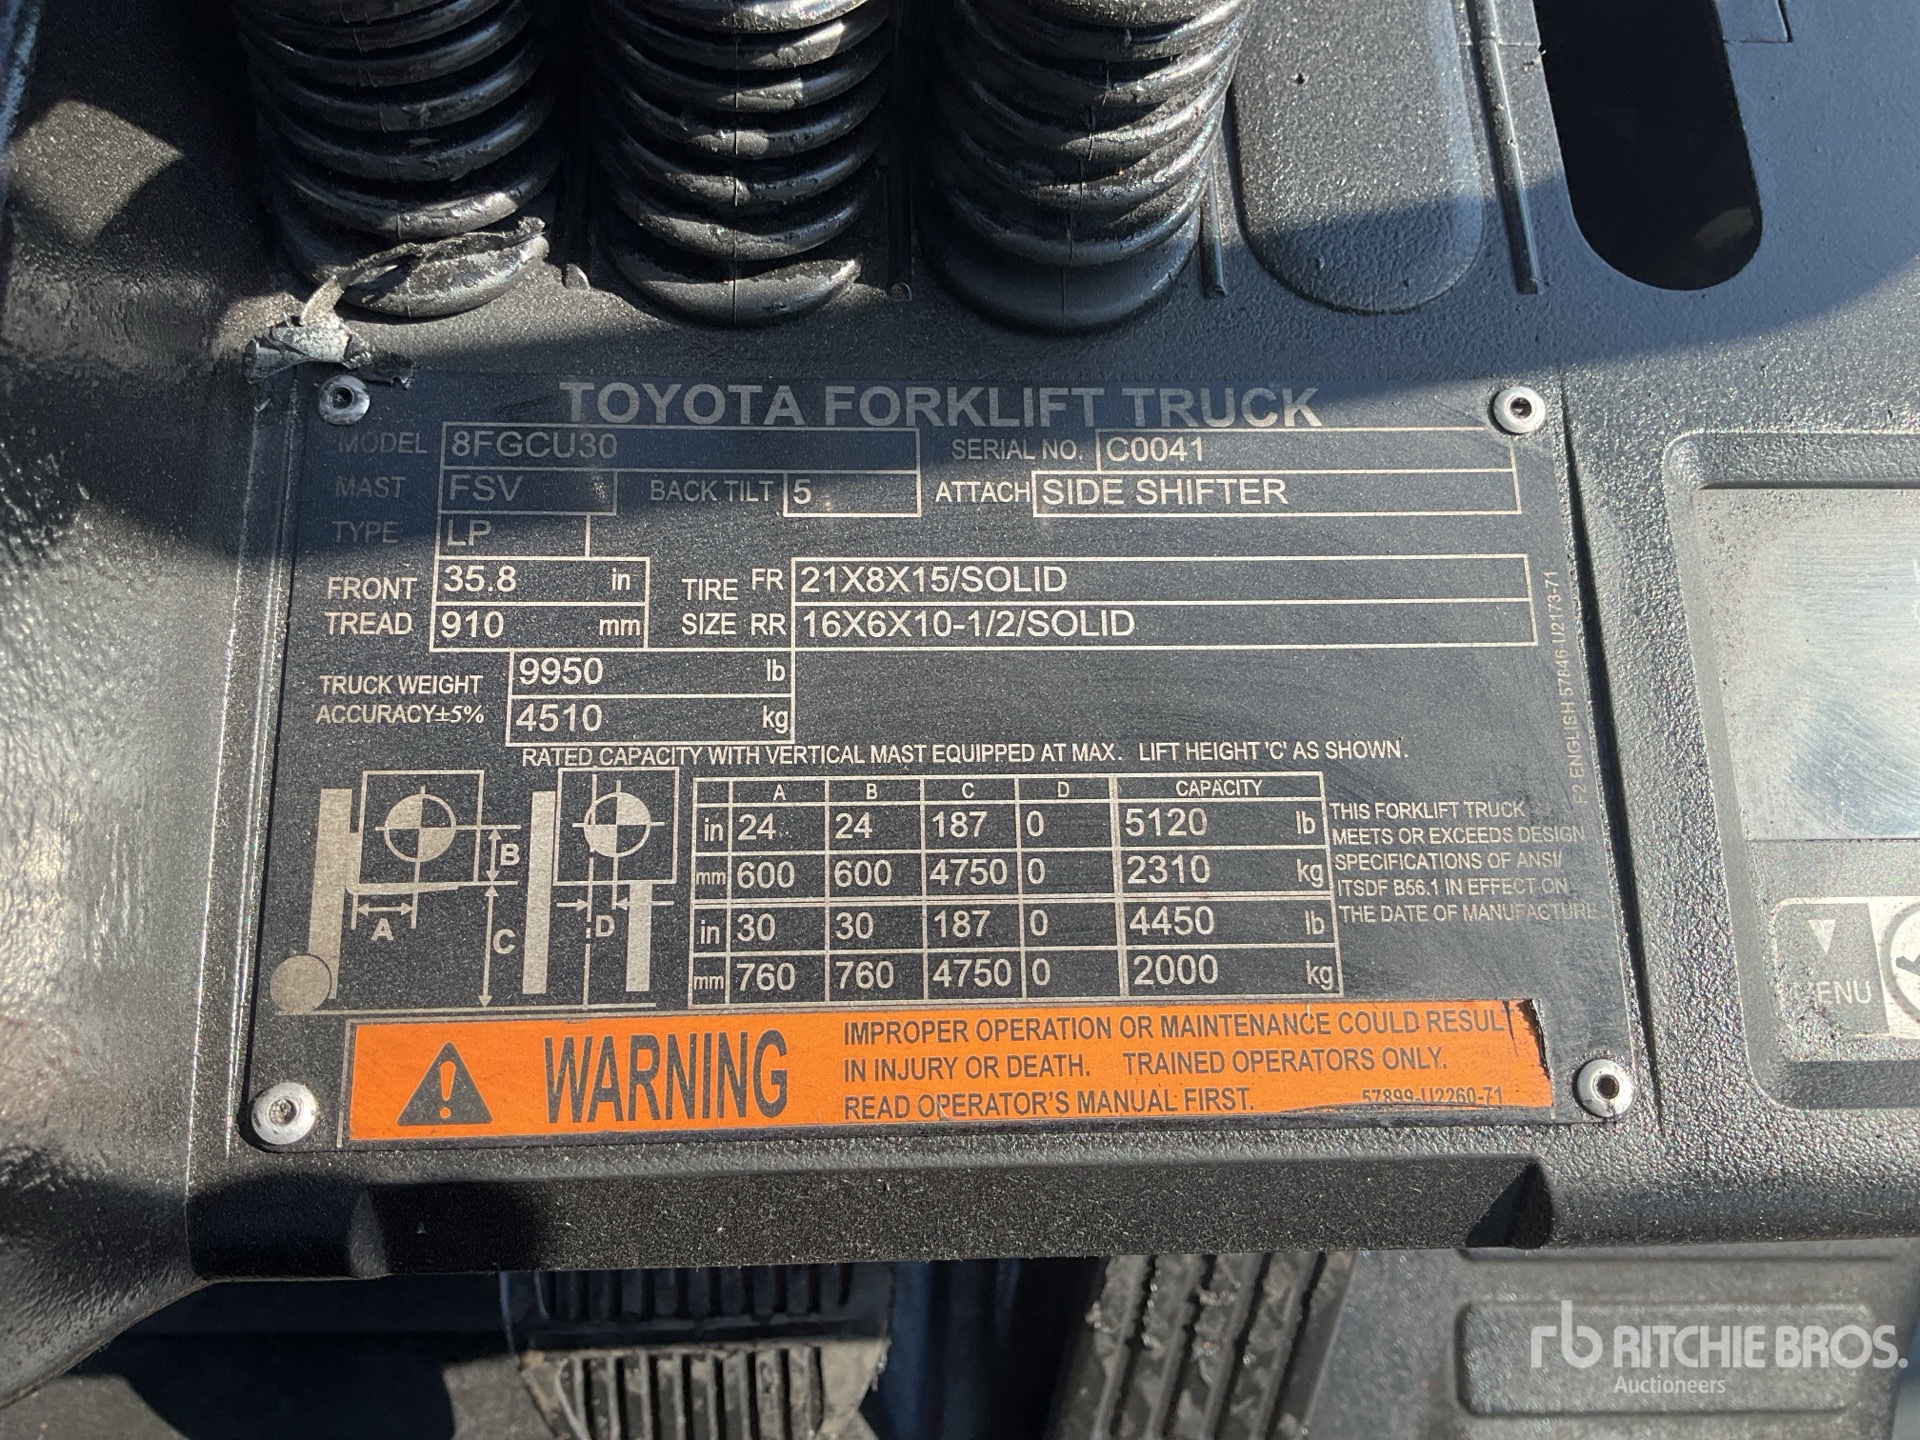 TOYOTA FORKLIFT TRUCK
MODEL 8FGCU30 SERIAL NO. C0041
MAST FSV BACK TILT 5 ATTACH SIDE SHIFTER
TYPE LP
FRONT 35.8 in TIRE FR 21X8X15/SOLID
TREAD 910 mm SIZE RR 16X6X10-1/2/SOLID
TRUCK WEIGHT 9950 lb
ACCURACY±5% 4510 kg
RATED CAPACITY WITH VERTICAL MAST EQUIPPED AT MAX. LIFT HEIGHT 'C' AS SHOWN.
A B C D CAPACITY
in 24 24 187 0 5120 lb
mm 600 600 4750 0 2310 kg
in 30 30 187 0 4450 lb
mm 760 760 4750 0 2000 kg
B
A
C
D
THIS FORKLIFT TRUCK
MEETS OR EXCEEDS DESIGN
SPECIFICATIONS OF ANSI/
ITSDF B56.1 IN EFFECT ON
THE DATE OF MANUFACTURE
F2 ENGLISH 57846-U2173-71
WARNING
IMPROPER OPERATION OR MAINTENANCE COULD RESULT
IN INJURY OR DEATH. TRAINED OPERATORS ONLY.
READ OPERATOR'S MANUAL FIRST. 57899-U2260-71
MENU
rb RITCHIE BROS.
Auctioneers